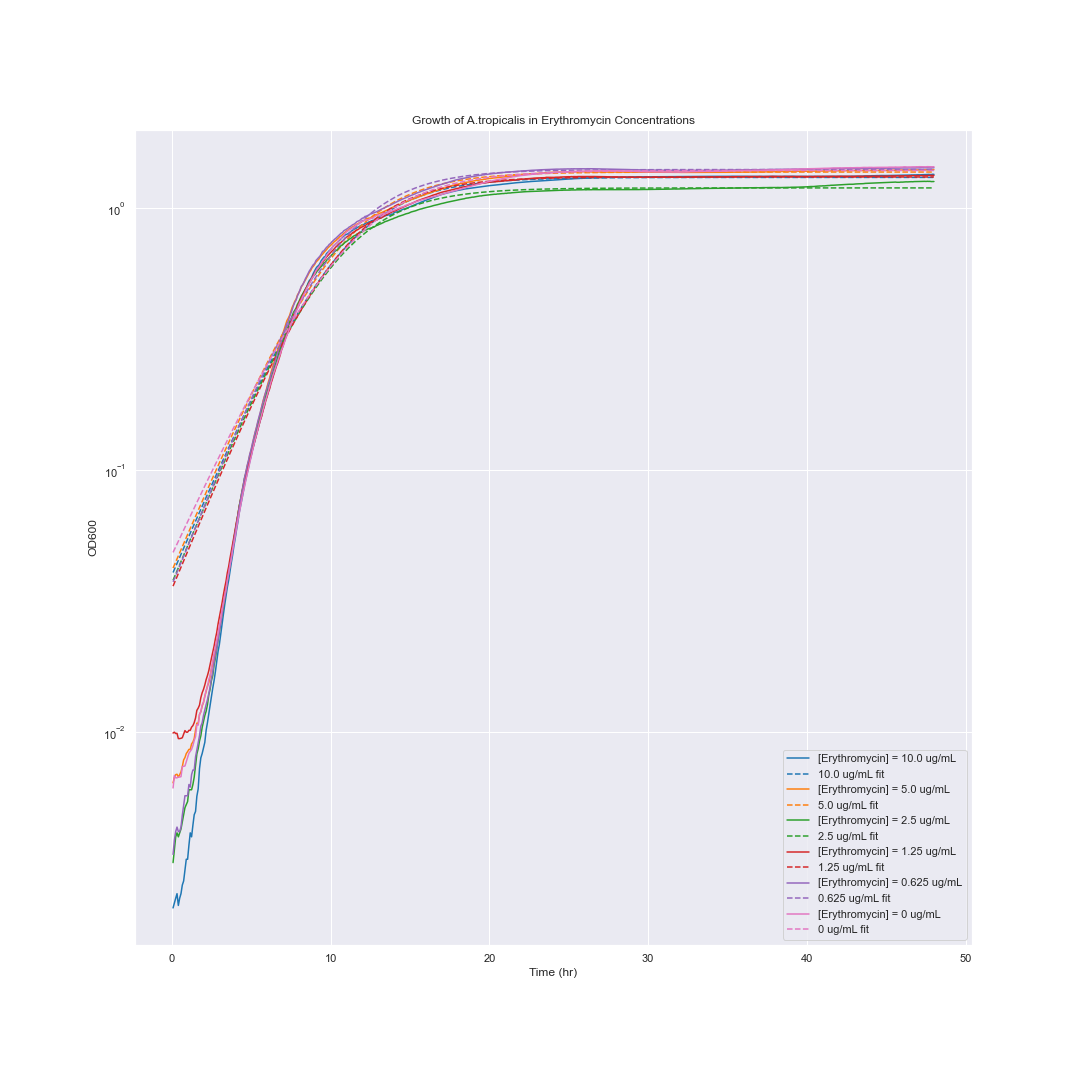 Growth of A.tropicalis in Erythromycin Concentrations
10⁰
10⁻¹
10⁻²
OD600
0 10 20 30 40 50
Time (hr)
[Erythromycin] = 10.0 ug/mL
10.0 ug/mL fit
[Erythromycin] = 5.0 ug/mL
5.0 ug/mL fit
[Erythromycin] = 2.5 ug/mL
2.5 ug/mL fit
[Erythromycin] = 1.25 ug/mL
1.25 ug/mL fit
[Erythromycin] = 0.625 ug/mL
0.625 ug/mL fit
[Erythromycin] = 0 ug/mL
0 ug/mL fit